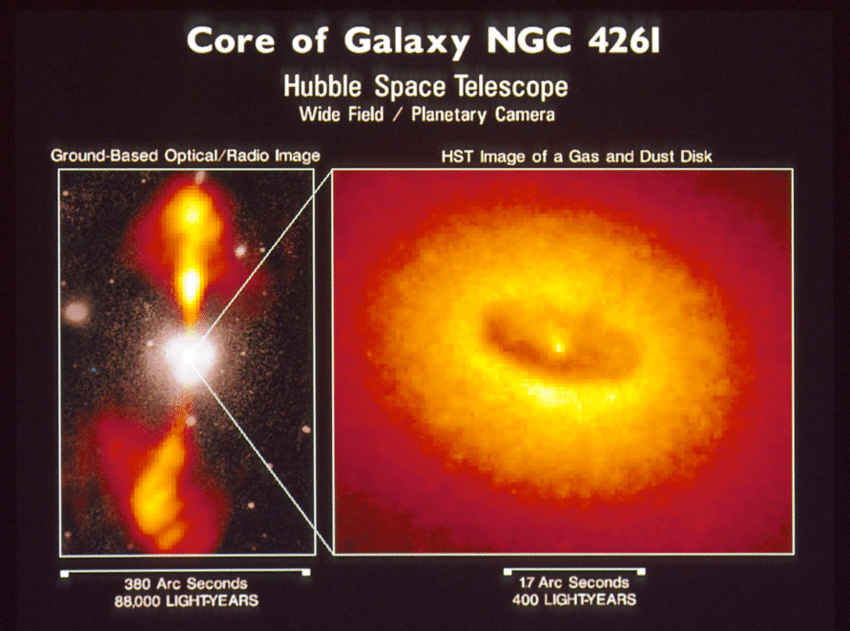 Core of Galaxy NGC 4261
Hubble Space Telescope
Wide Field / Planetary Camera
Ground-Based Optical/Radio Image
HST Image of a Gas and Dust Disk
380 Arc Seconds
88,000 LIGHT-YEARS
17 Arc Seconds
400 LIGHT-YEARS